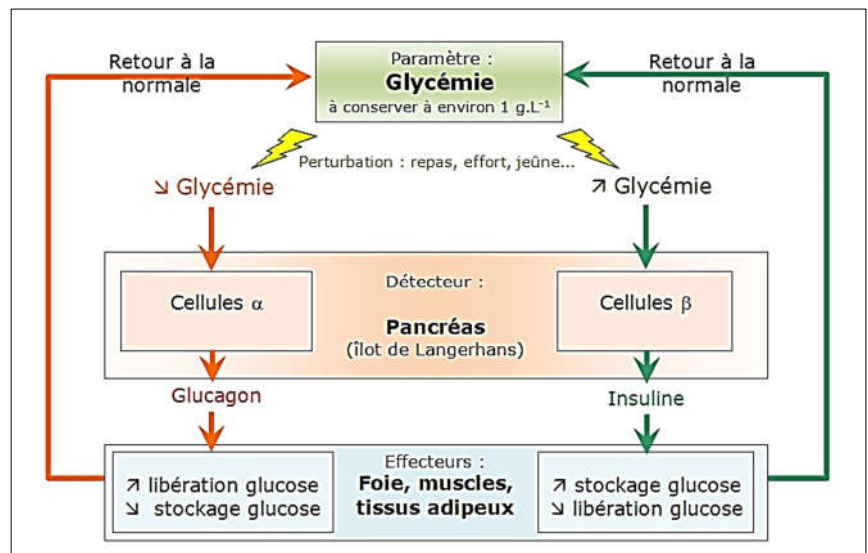 Retour à la
normale
Paramètre :
Glycémie
à conserver à environ 1 g.L⁻¹
Retour à la
normale
Perturbation : repas, effort, jeûne...
↘ Glycémie
↗ Glycémie
Cellules α
Détecteur :
Pancréas
(îlot de Langerhans)
Cellules β
Glucagon
Insuline
↗ libération glucose
↘ stockage glucose
Effecteurs :
Foie, muscles,
tissus adipeux
↗ stockage glucose
↘ libération glucose